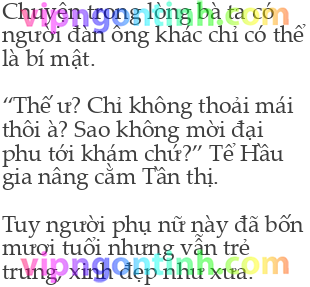 Chuyện trong lòng bà ta có
người đàn ông khác chỉ có thể
là bí mật.
“Thế ư? Chỉ không thoải mái
thôi à? Sao không mời đại
phu tới khám chứ?” Tể Hầu
gia nâng cằm Tần thị.
Tuy người phụ nữ này đã bốn
mươi tuổi nhưng vẫn trẻ
trung, xinh đẹp như xưa.
vipngontinh.com
vipngontinh.com